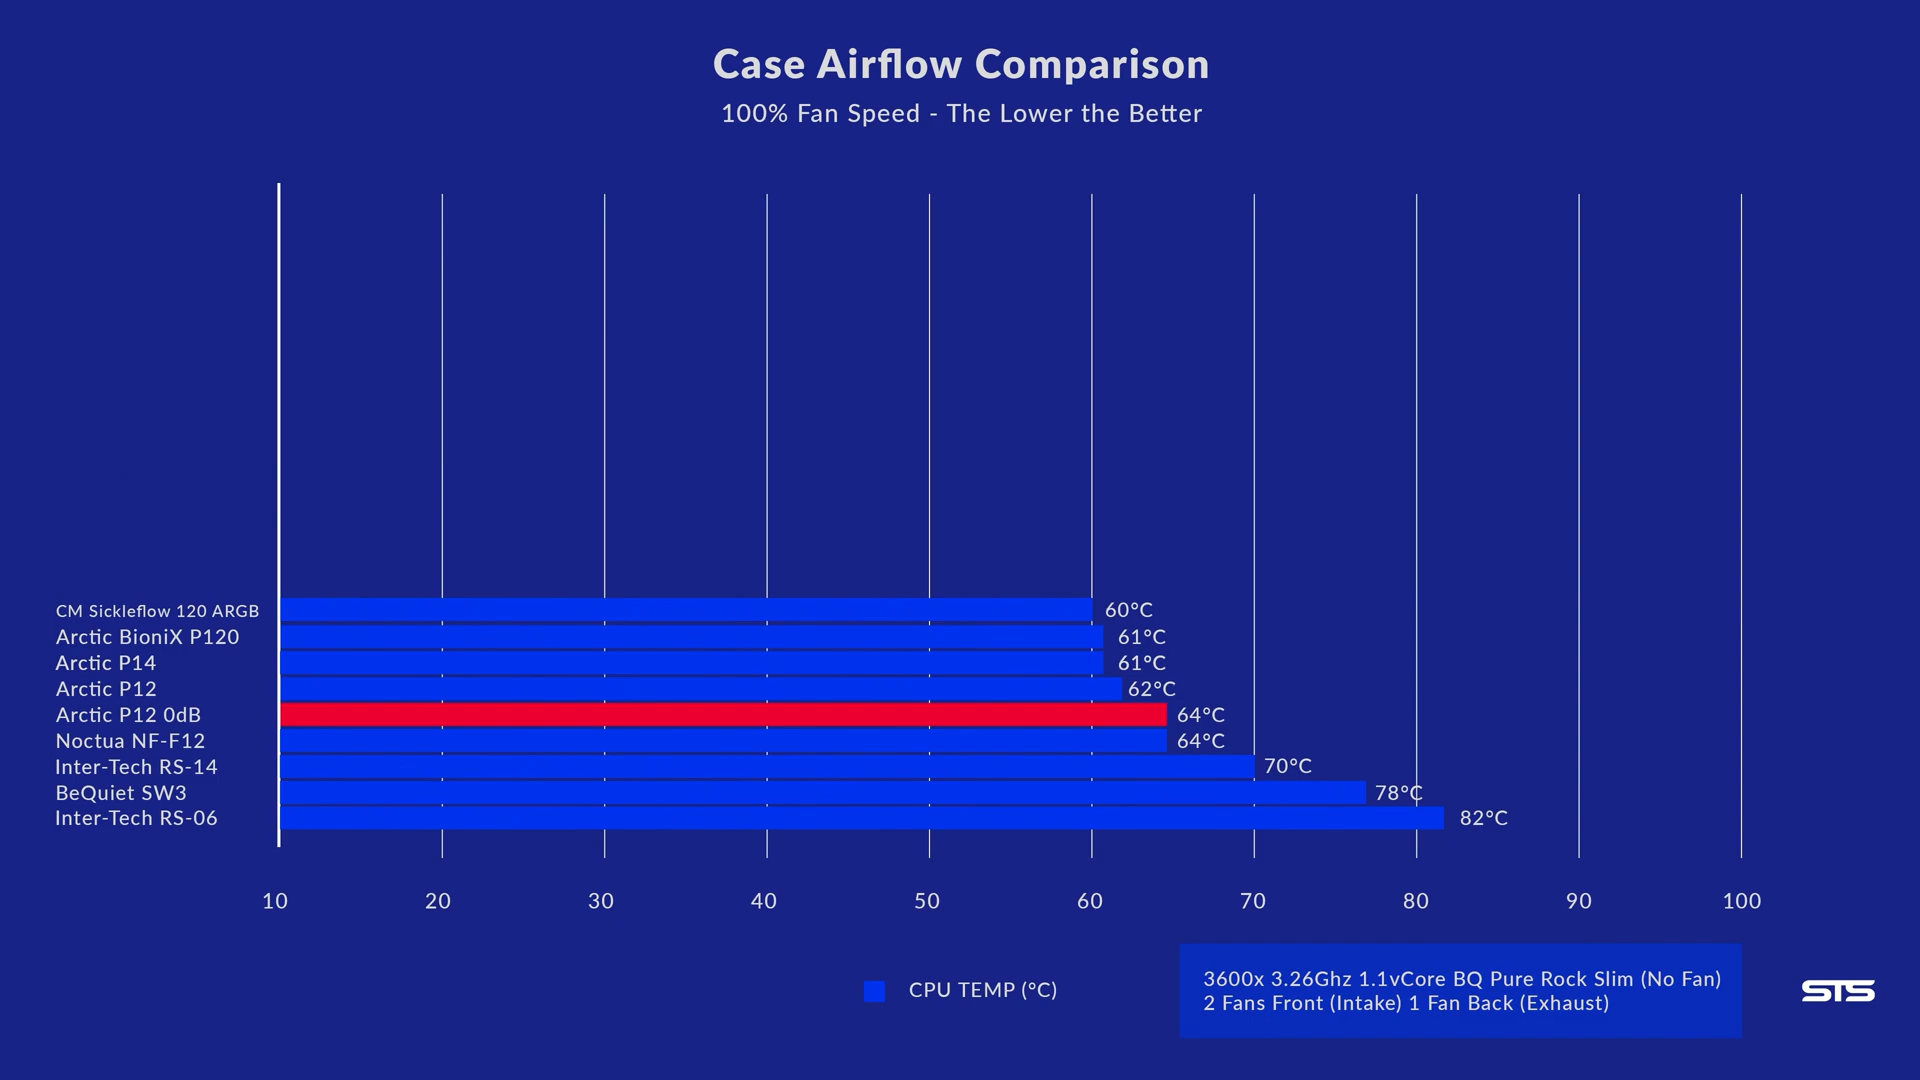 Case Airflow Comparison
100% Fan Speed - The Lower the Better
CM Sickleflow 120 ARGB 60°C
Arctic BioniX P120 61°C
Arctic P14 61°C
Arctic P12 62°C
Arctic P12 0dB 64°C
Noctua NF-F12 64°C
Inter-Tech RS-14 70°C
BeQuiet SW3 78°C
Inter-Tech RS-06 82°C
10 20 30 40 50 60 70 80 90 100
CPU TEMP (°C)
3600x 3.26Ghz 1.1vCore BQ Pure Rock Slim (No Fan)
2 Fans Front (Intake) 1 Fan Back (Exhaust)
STS